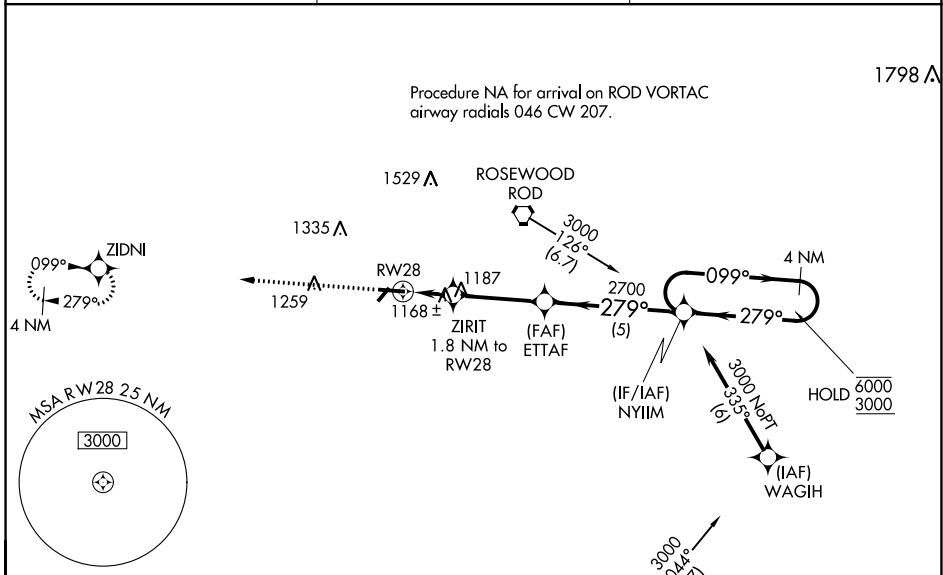 1798
Procedure NA for arrival on ROD VORTAC
airway radials 046 CW 207.
1529
ROSEWOOD
ROD
1335
3000
126°
(6.7)
ZIDNI
099°
279°
4 NM
RW28
1187
1259
1168 ±
ZIRIT
1.8 NM to
RW28
(FAF)
ETTAF
2700
279°
(5)
099°
4 NM
279°
(IF/IAF)
NYIIM
HOLD
6000
3000
3000 NoPT
335°
(6)
(IAF)
WAGIH
MSA RW28 25 NM
3000
3000
044°